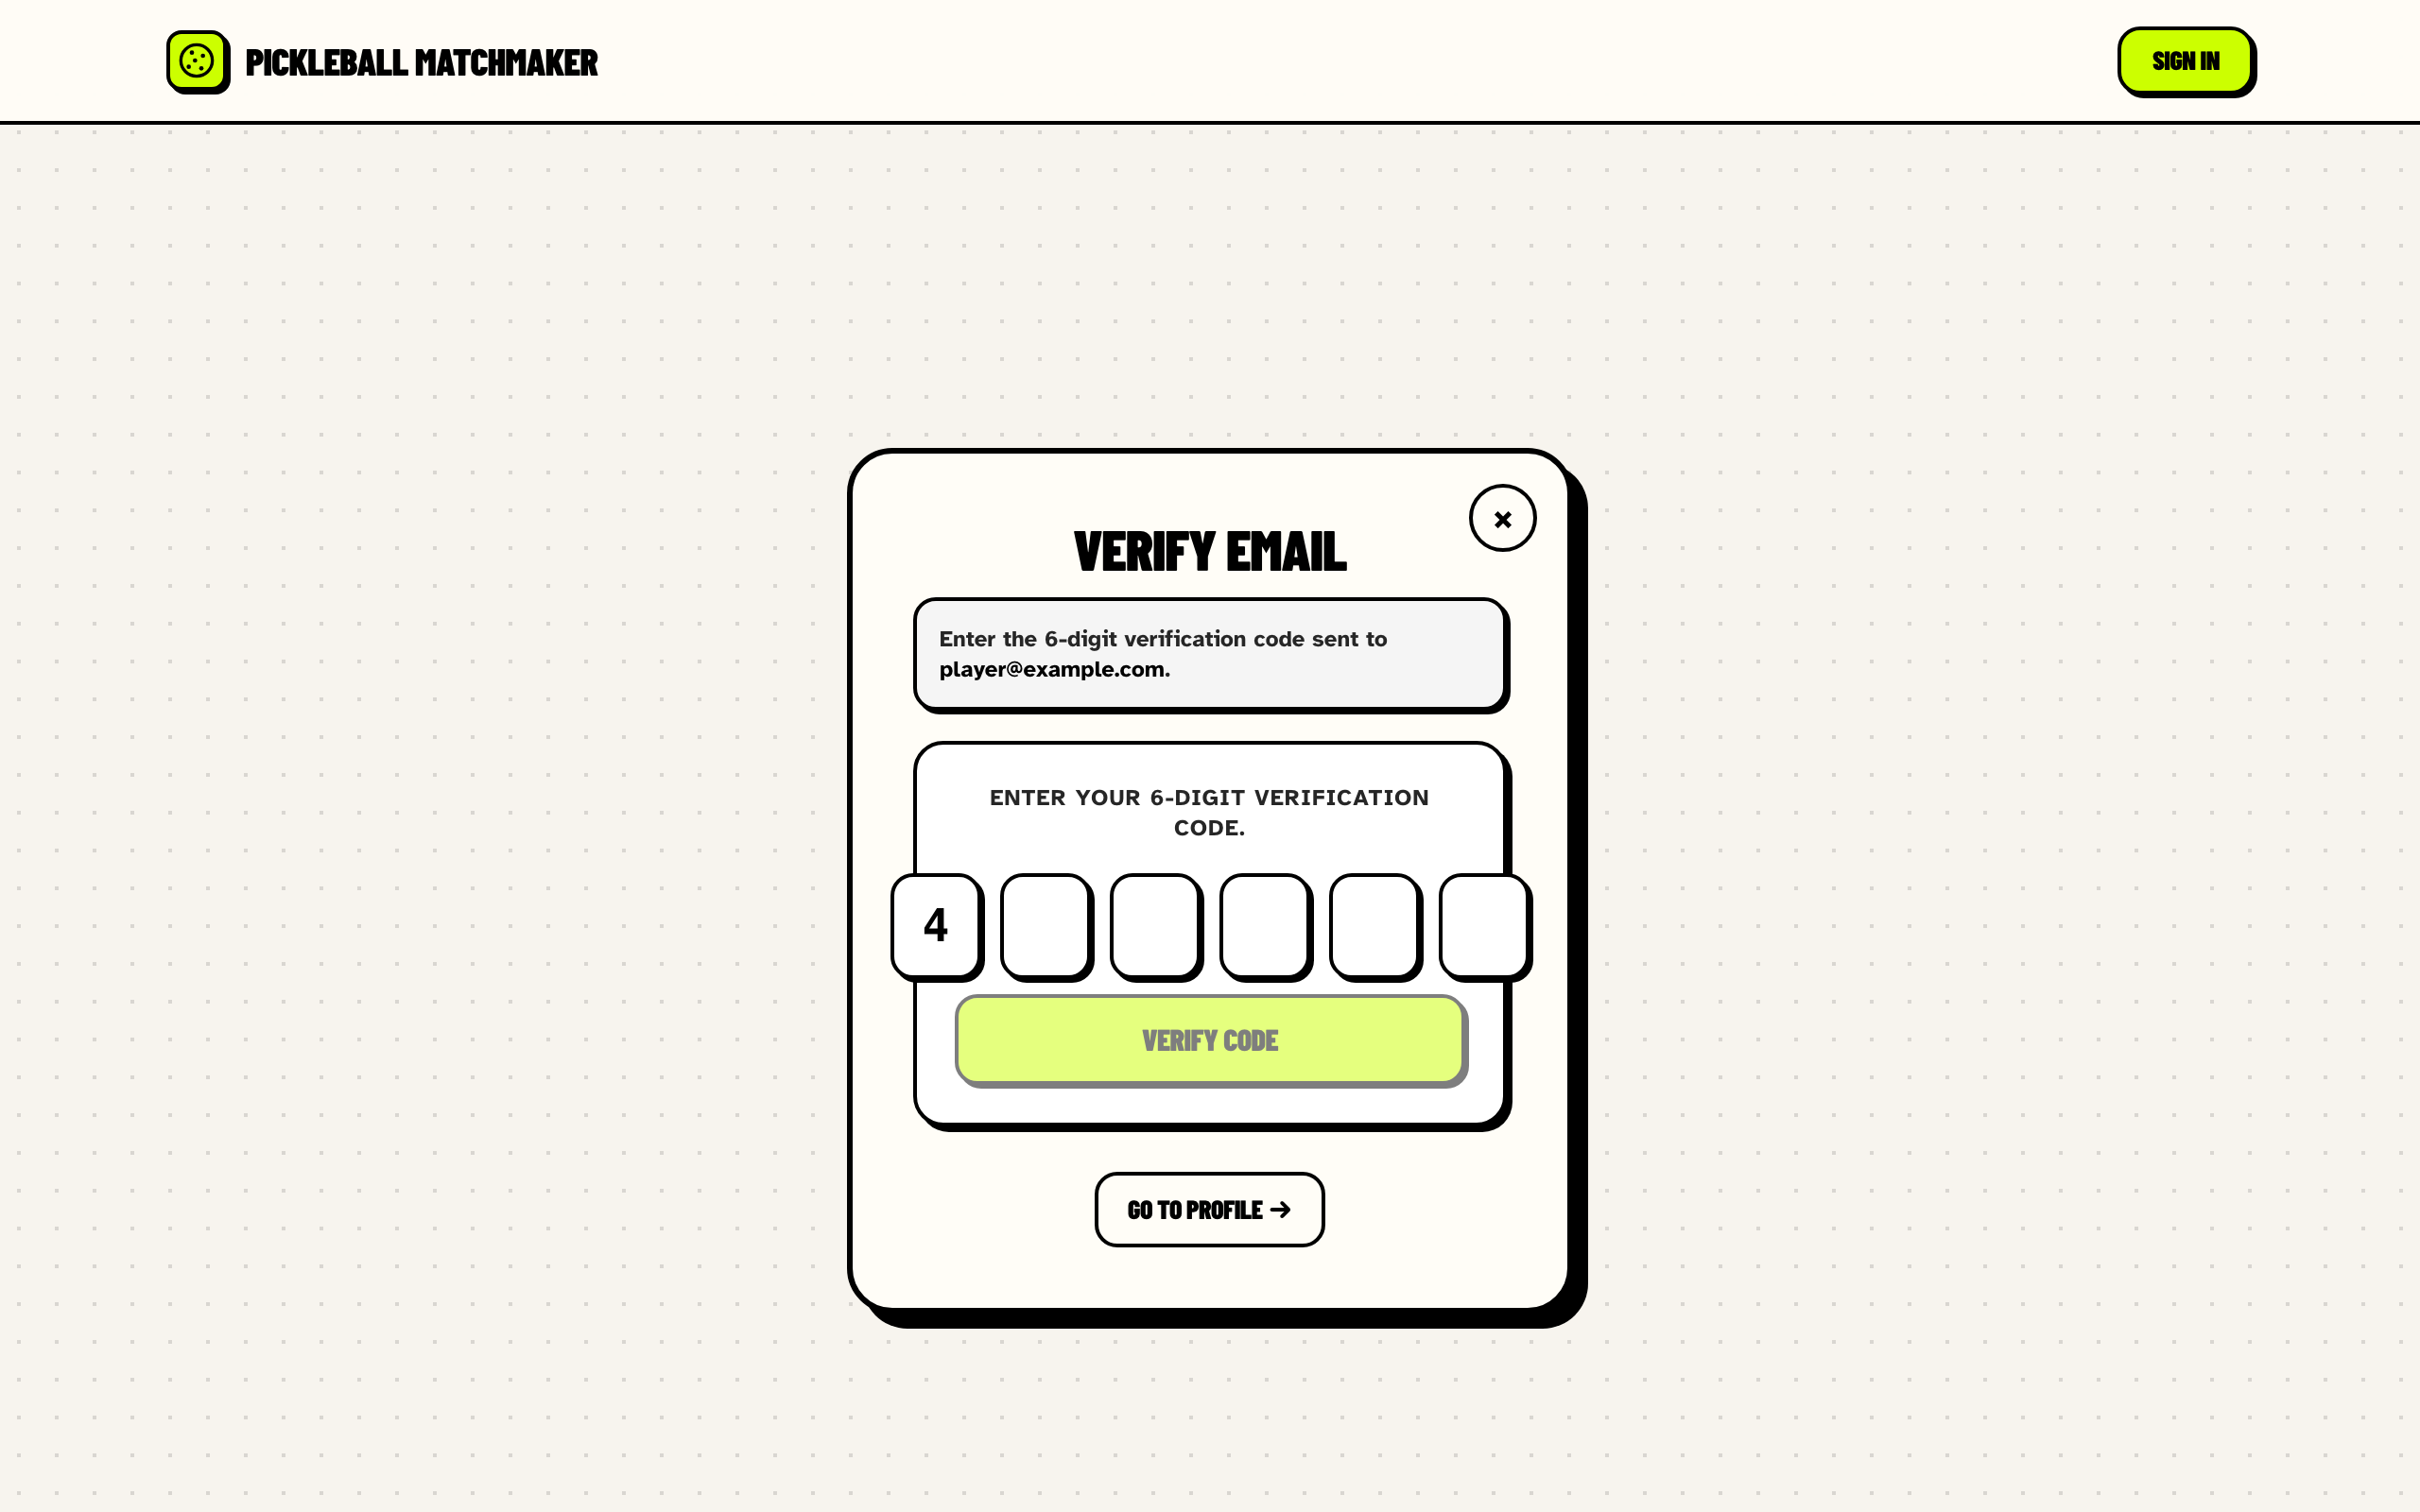 PICKLEBALL MATCHMAKER
SIGN IN
VERIFY EMAIL
Enter the 6-digit verification code sent to
player@example.com.
ENTER YOUR 6-DIGIT VERIFICATION
CODE.
4
VERIFY CODE
GO TO PROFILE →